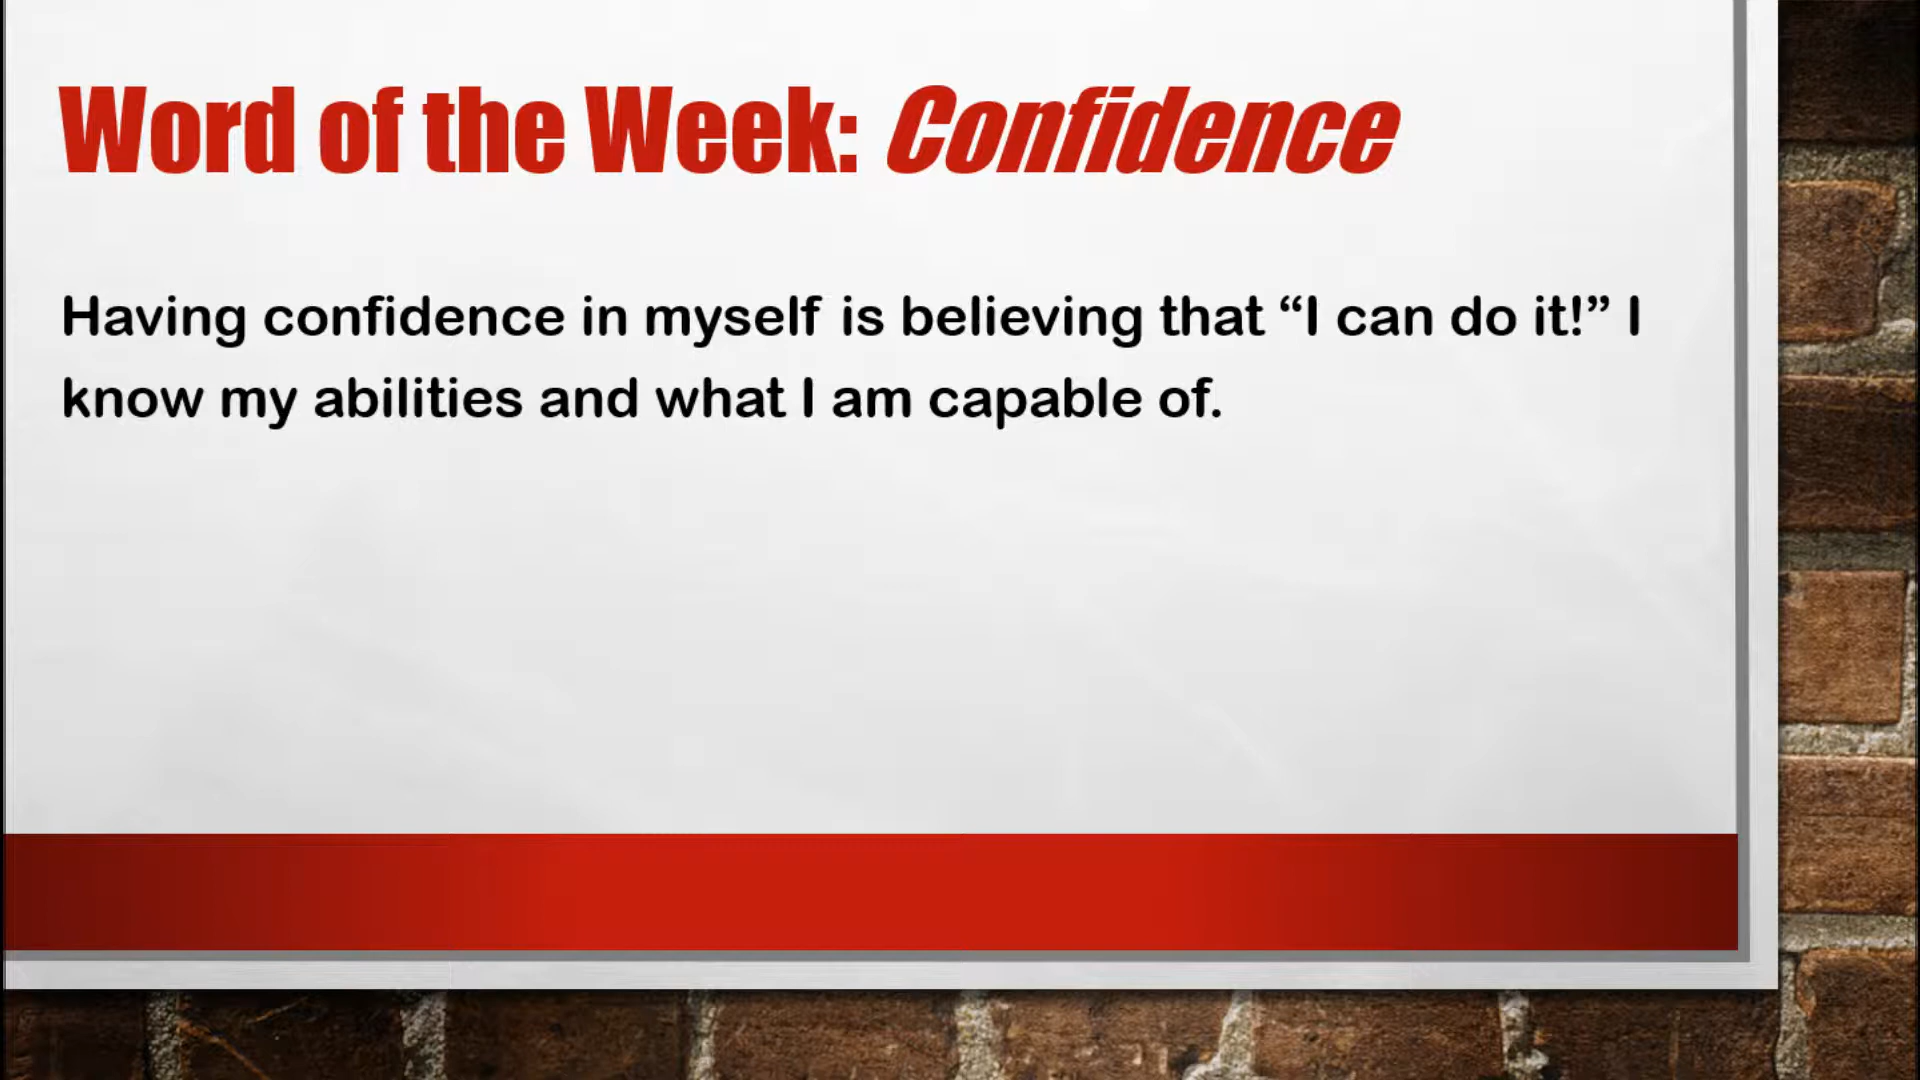 Word of the Week: Confidence
Having confidence in myself is believing that “I can do it!” I
know my abilities and what I am capable of.